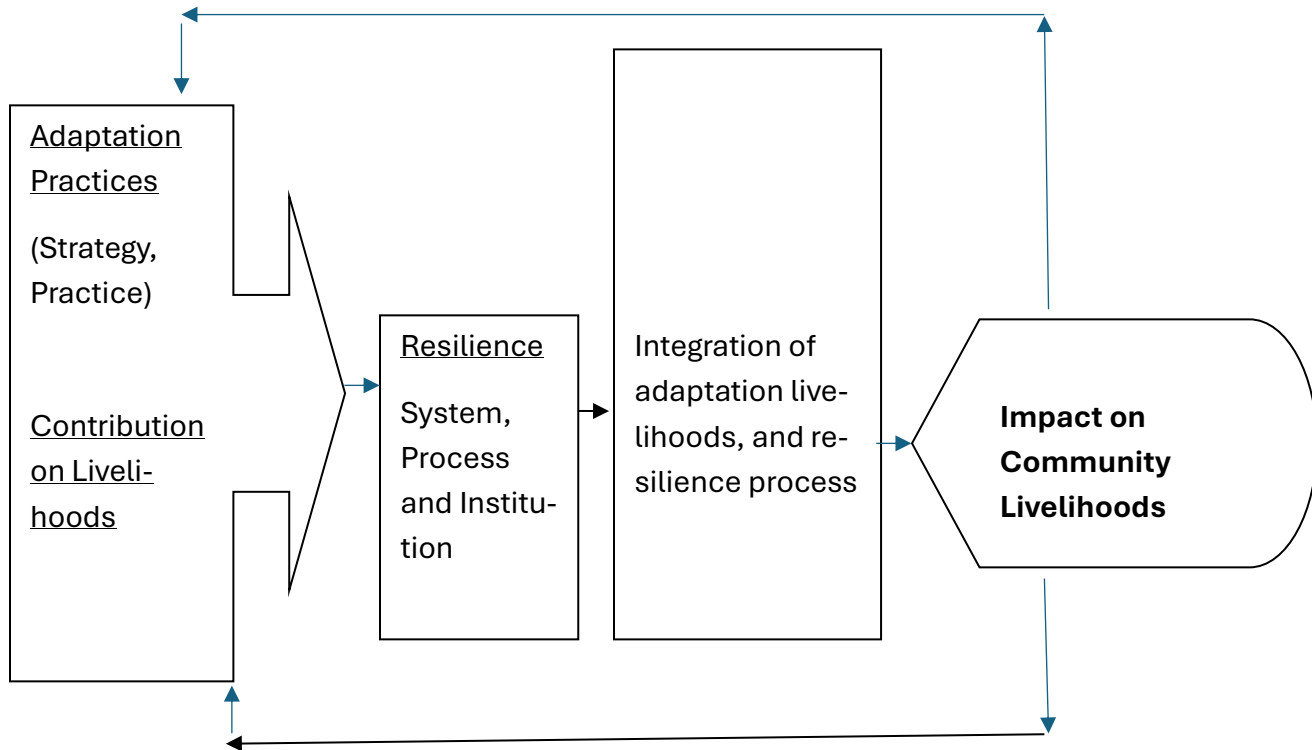 Adaptation
Practices
(Strategy,
Practice)
Contribution
on Liveli-
hoods
Resilience
System,
Process
and Institu-
tion
Integration of
adaptation live-
lihoods, and re-
silience process
Impact on
Community
Livelihoods